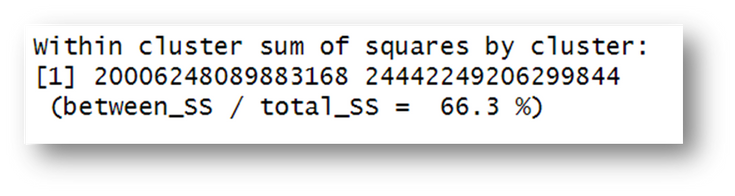 Within cluster sum of squares by cluster:
[1] 20006248089883168 24442249206299844
(between_SS / total_SS =  66.3 %)